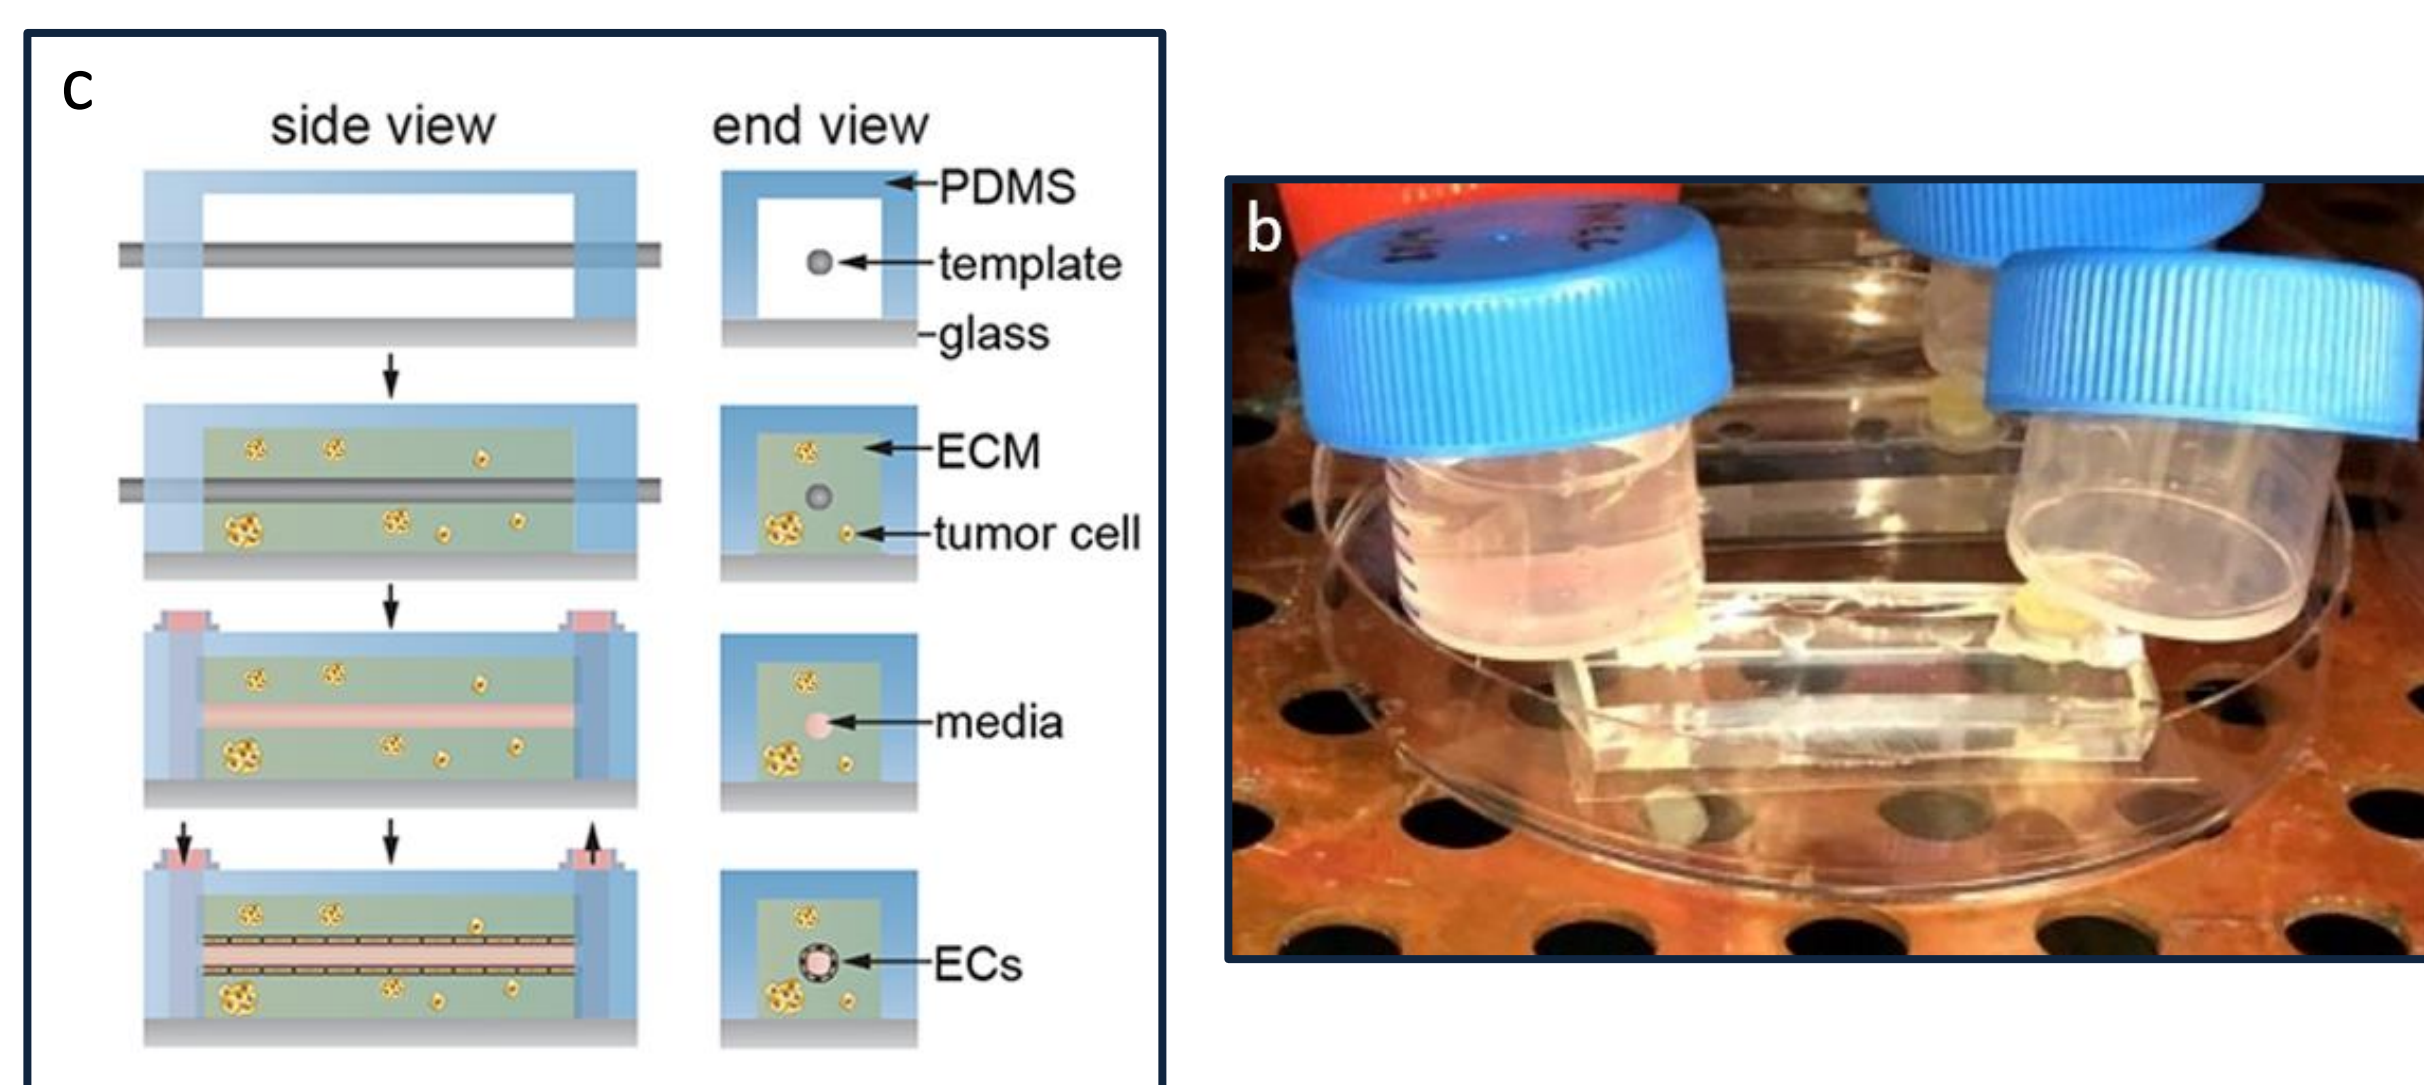 c
side view
end view
PDMS
template
glass
ECM
tumor cell
media
ECs
b